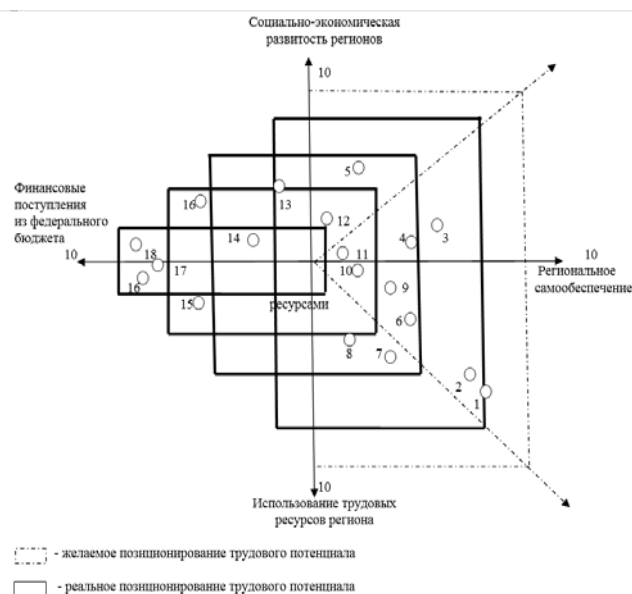 Социально-экономическая
развитость регионов
10
5
Финансовые
поступления
из федерального
бюджета
16
13
12
14
4
3
18
11
10
10
17
10
Региональное
самообеспечение
16
9
15
ресурсами
6
8
7
2
1
10
Использование трудовых
ресурсов региона
- желаемое позиционирование трудового потенциала
- реальное позиционирование трудового потенциала